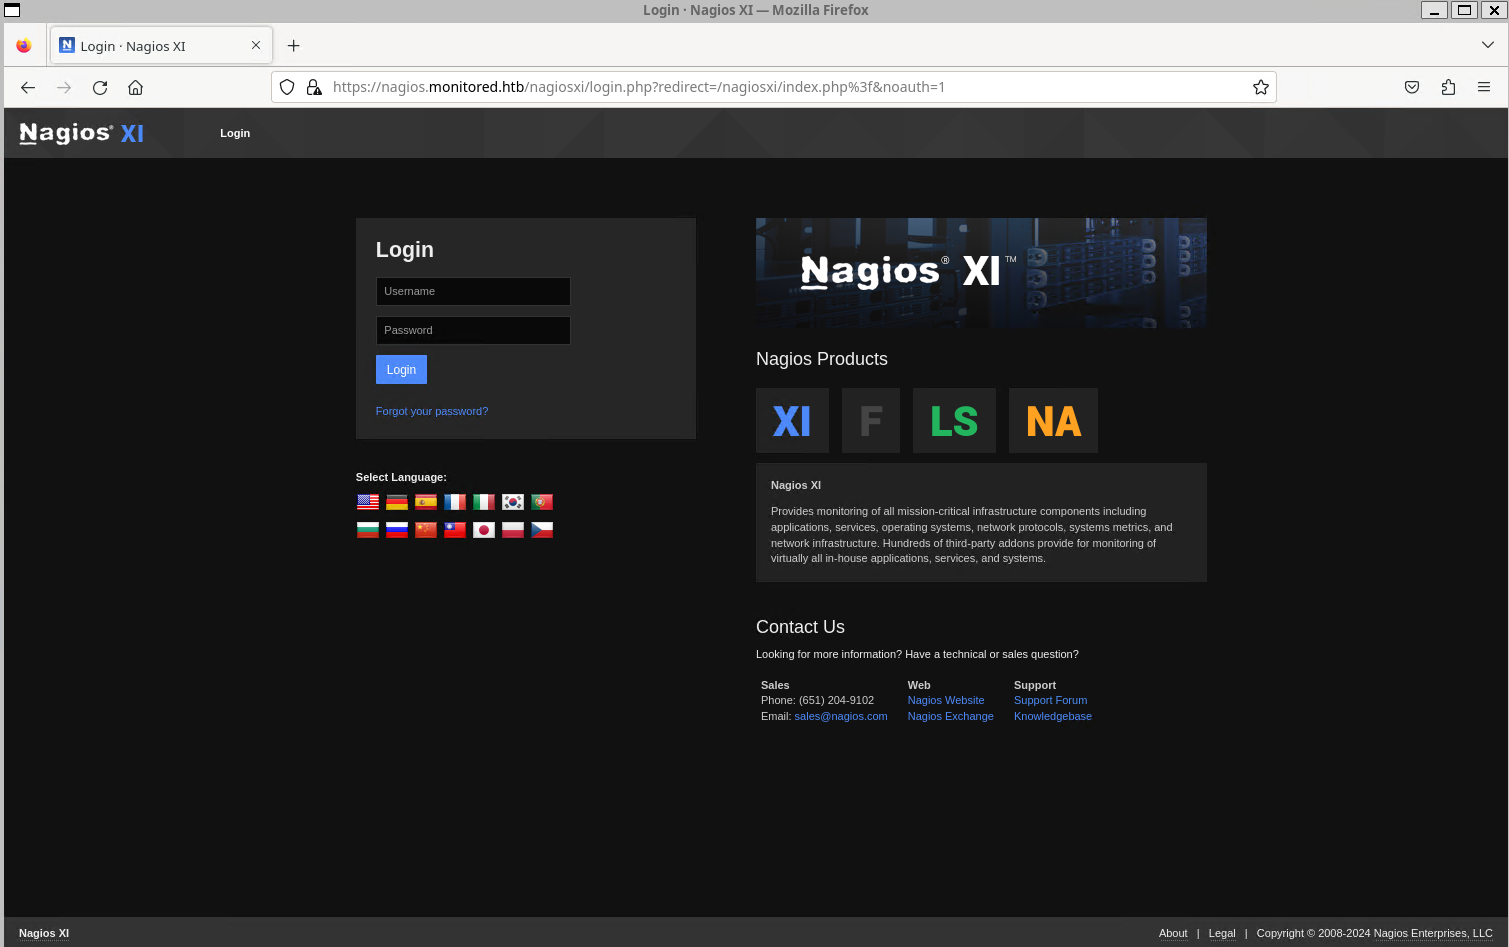 Login · Nagios XI — Mozilla Firefox
N Login · Nagios XI
https://nagios.monitored.htb/nagiosxi/login.php?redirect=/nagiosxi/index.php%3f&noauth=1
Nagios® XI Login
Login
Username
Password
Login
Forgot your password?
Select Language:
Nagios® XI™
Nagios Products
XI F LS NA
Nagios XI
Provides monitoring of all mission-critical infrastructure components including
applications, services, operating systems, network protocols, systems metrics, and
network infrastructure. Hundreds of third-party addons provide for monitoring of
virtually all in-house applications, services, and systems.
Contact Us
Looking for more information? Have a technical or sales question?
Sales Web Support
Phone: (651) 204-9102 Nagios Website Support Forum
Email: sales@nagios.com Nagios Exchange Knowledgebase
Nagios XI About | Legal | Copyright © 2008-2024 Nagios Enterprises, LLC